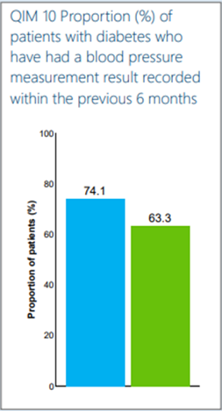 QIM 10 Proportion (%) of
patients with diabetes who
have had a blood pressure
measurement result recorded
within the previous 6 months
100
80
60
40
20
0
Proportion of patients (%)
74.1
63.3